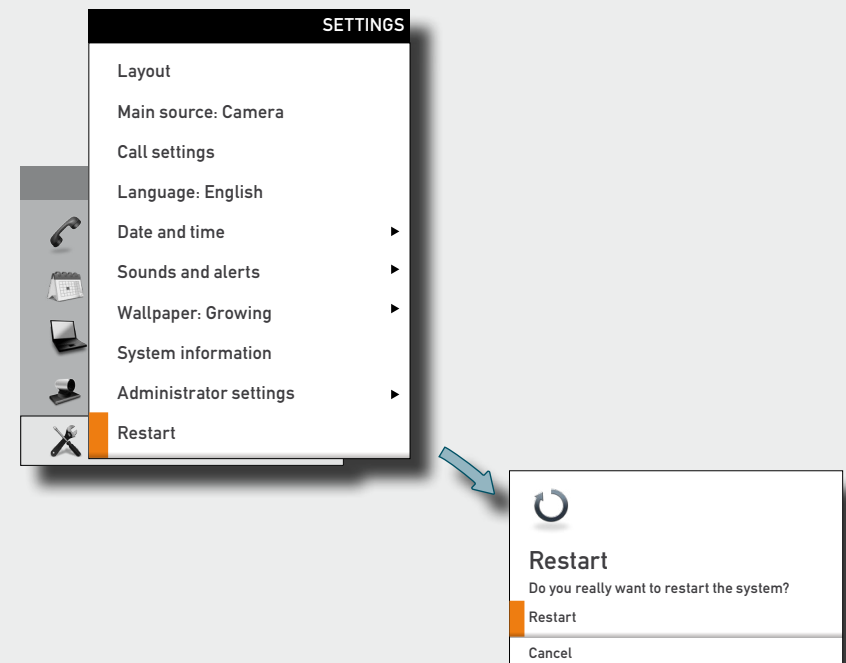 SETTINGS
Layout
Main source: Camera
Call settings
Language: English
Date and time
Sounds and alerts
Wallpaper: Growing
System information
Administrator settings
Restart
Restart
Do you really want to restart the system?
Restart
Cancel